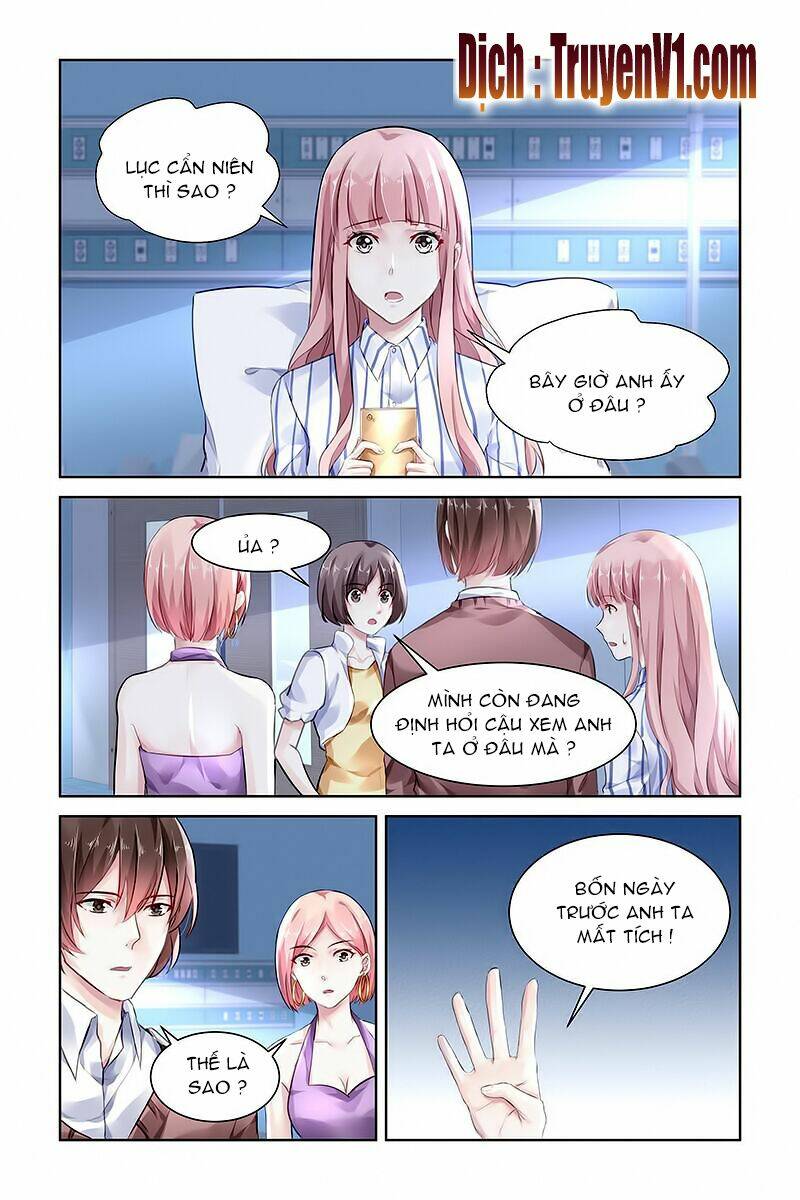 Dịch : TruyenV1.com
LỤC CẨN NIÊN
THÌ SAO ?
BÂY GIỜ ANH ẤY
Ở ĐÂU ?
ỦA ?
MÌNH CÒN ĐANG
ĐỊNH HỎI CẬU XEM ANH
TA Ở ĐÂU MÀ ?
THẾ LÀ
SAO ?
BỐN NGÀY
TRƯỚC ANH TA
MẤT TÍCH !